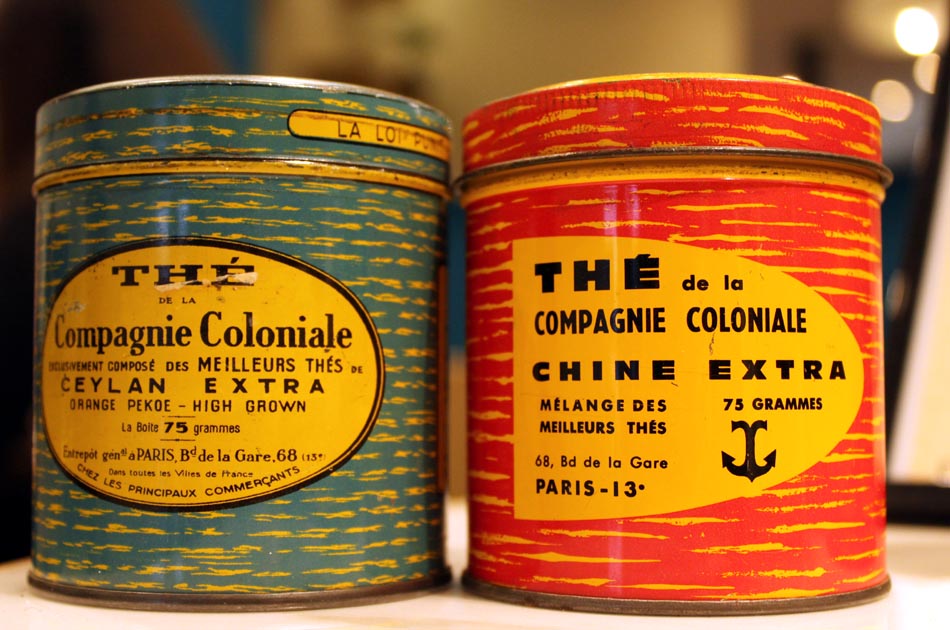 LA LOI PUNI
THÉ
DE LA
Compagnie Coloniale
EXCLUSIVEMENT COMPOSÉ DES MEILLEURS THÉS DE
CEYLAN EXTRA
ORANGE PEKOE - HIGH GROWN
La Boîte 75 grammes
Entrepôt génal à PARIS, Bd de la Gare, 68 (13e)
Dans toutes les Villes de France
CHEZ LES PRINCIPAUX COMMERÇANTS
THÉ de la
COMPAGNIE COLONIALE
CHINE EXTRA
MÉLANGE DES
MEILLEURS THÉS
75 GRAMMES
68, Bd de la Gare
PARIS-13e